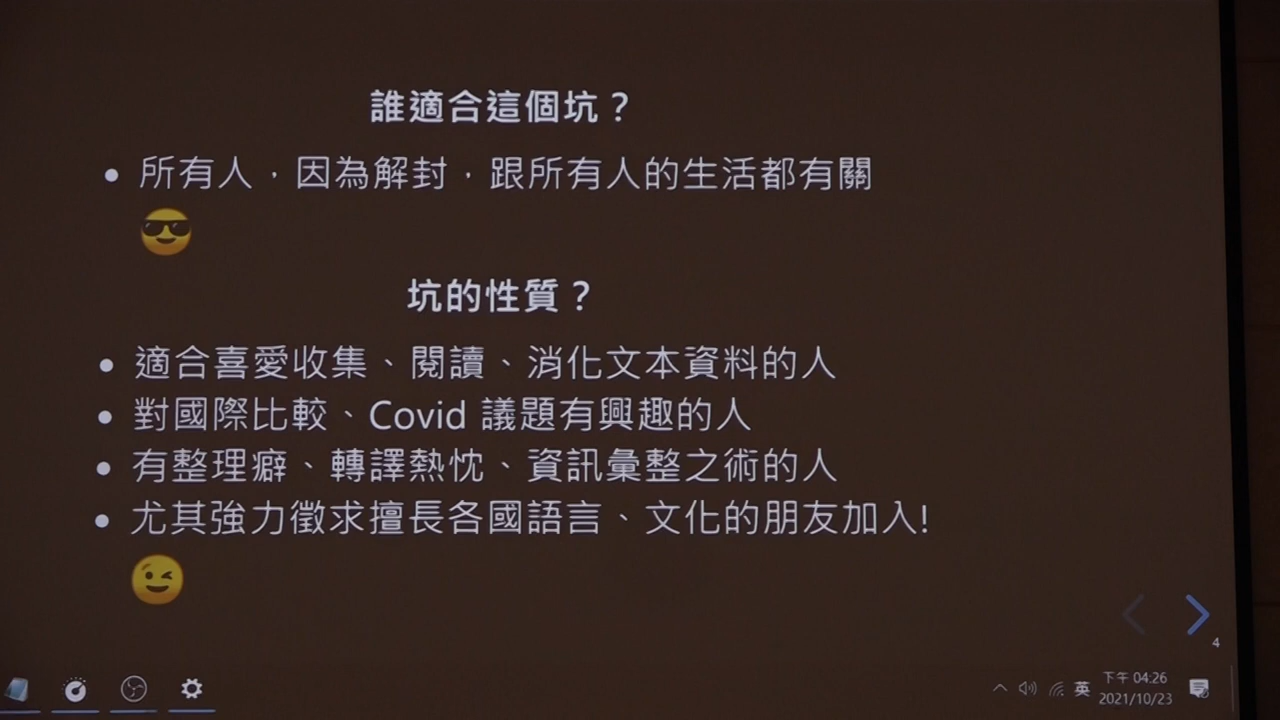 誰適合這個坑？
• 所有人，因為解封，跟所有人的生活都有關
😎
坑的性質？
• 適合喜愛收集、閱讀、消化文本資料的人
• 對國際比較、Covid 議題有興趣的人
• 有整理癖、轉譯熱忱、資訊彙整之術的人
• 尤其強力徵求擅長各國語言、文化的朋友加入!
😉
4
英
下午 04:26
2021/10/23